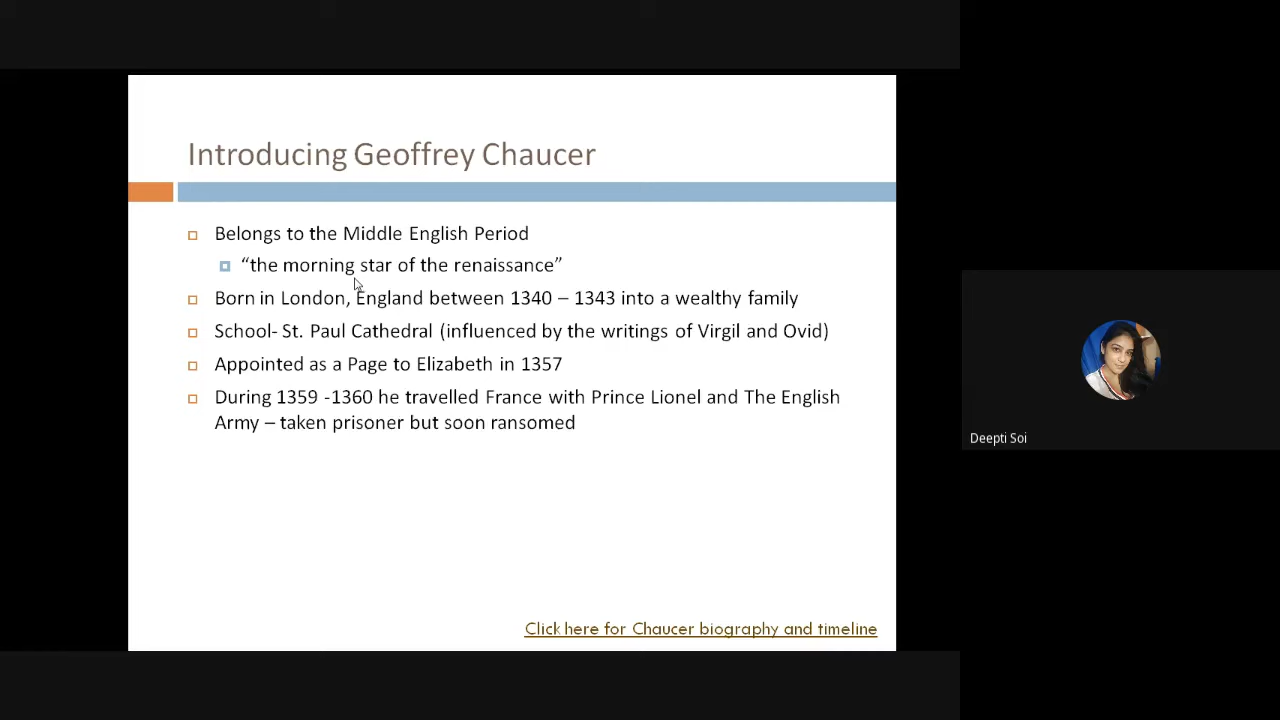 Introducing Geoffrey Chaucer
Belongs to the Middle English Period
“the morning star of the renaissance”
Born in London, England between 1340 – 1343 into a wealthy family
School- St. Paul Cathedral (influenced by the writings of Virgil and Ovid)
Appointed as a Page to Elizabeth in 1357
During 1359 -1360 he travelled France with Prince Lionel and The English
Army – taken prisoner but soon ransomed
Click here for Chaucer biography and timeline
Deepti Soi